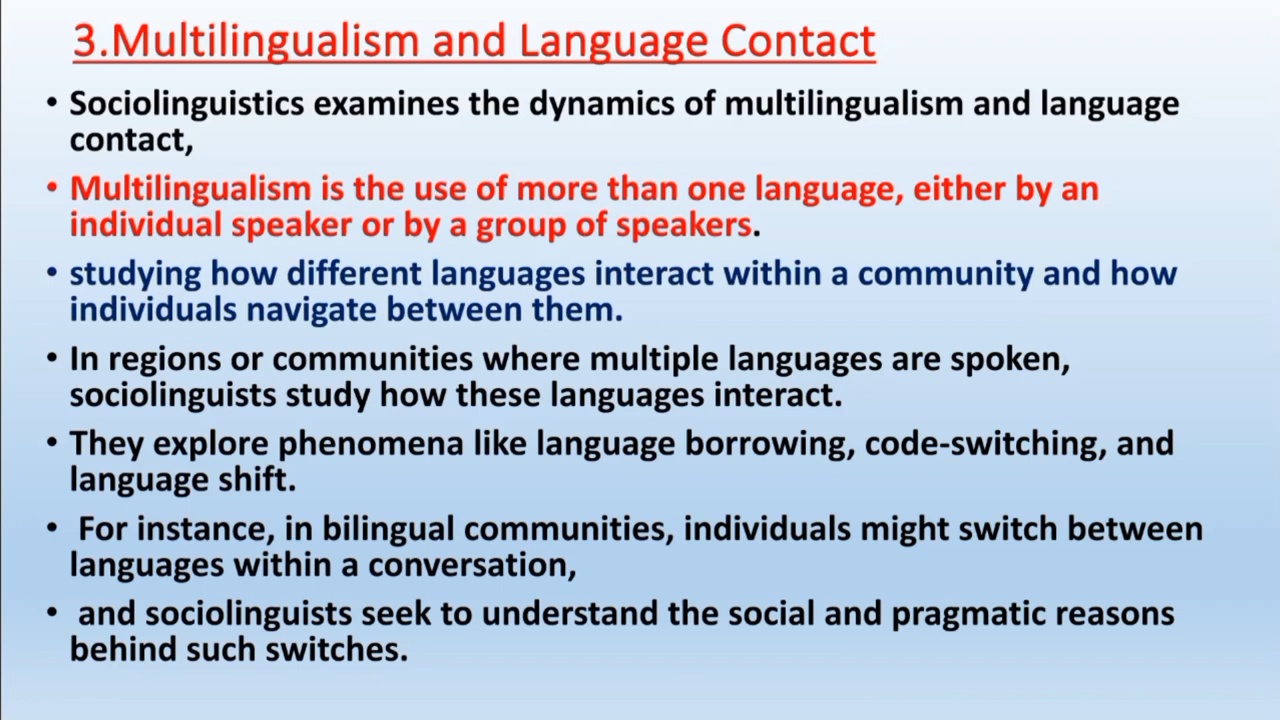 3.Multilingualism and Language Contact
• Sociolinguistics examines the dynamics of multilingualism and language
contact,
• Multilingualism is the use of more than one language, either by an
individual speaker or by a group of speakers.
• studying how different languages interact within a community and how
individuals navigate between them.
• In regions or communities where multiple languages are spoken,
sociolinguists study how these languages interact.
• They explore phenomena like language borrowing, code-switching, and
language shift.
• For instance, in bilingual communities, individuals might switch between
languages within a conversation,
• and sociolinguists seek to understand the social and pragmatic reasons
behind such switches.